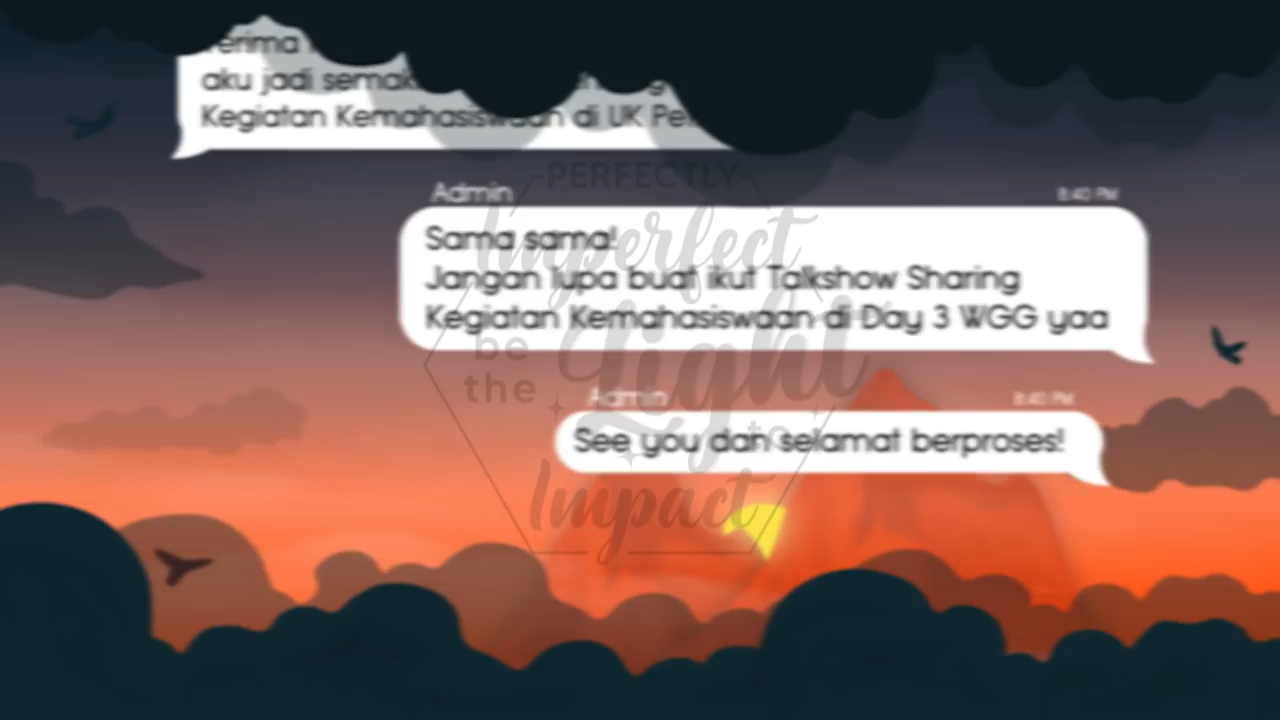 aku jadi
Kegiatan Kemahasiswaan di UK
Admin 8:40 PM
Sama sama!
Jangan lupa buat ikut Talkshow Sharing
Kegiatan Kemahasiswaan di Day 3 WGG yaa
Admin 8:40 PM
See you dan selamat berproses!
PERFECTLY
Imperfect
be
the Light
to
Impact